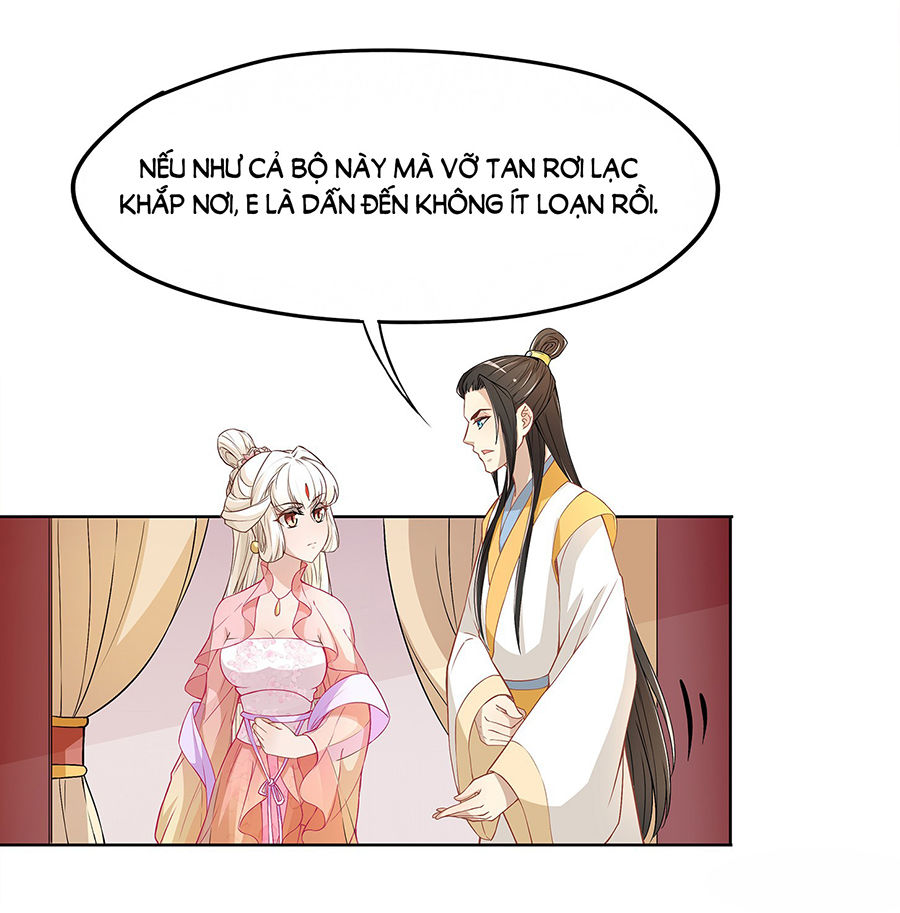 NẾU NHƯ CẢ BỘ NÀY MÀ VỠ TAN RƠI LẠC
KHẮP NƠI, E LÀ DẪN ĐẾN KHÔNG ÍT LOẠN RỒI.